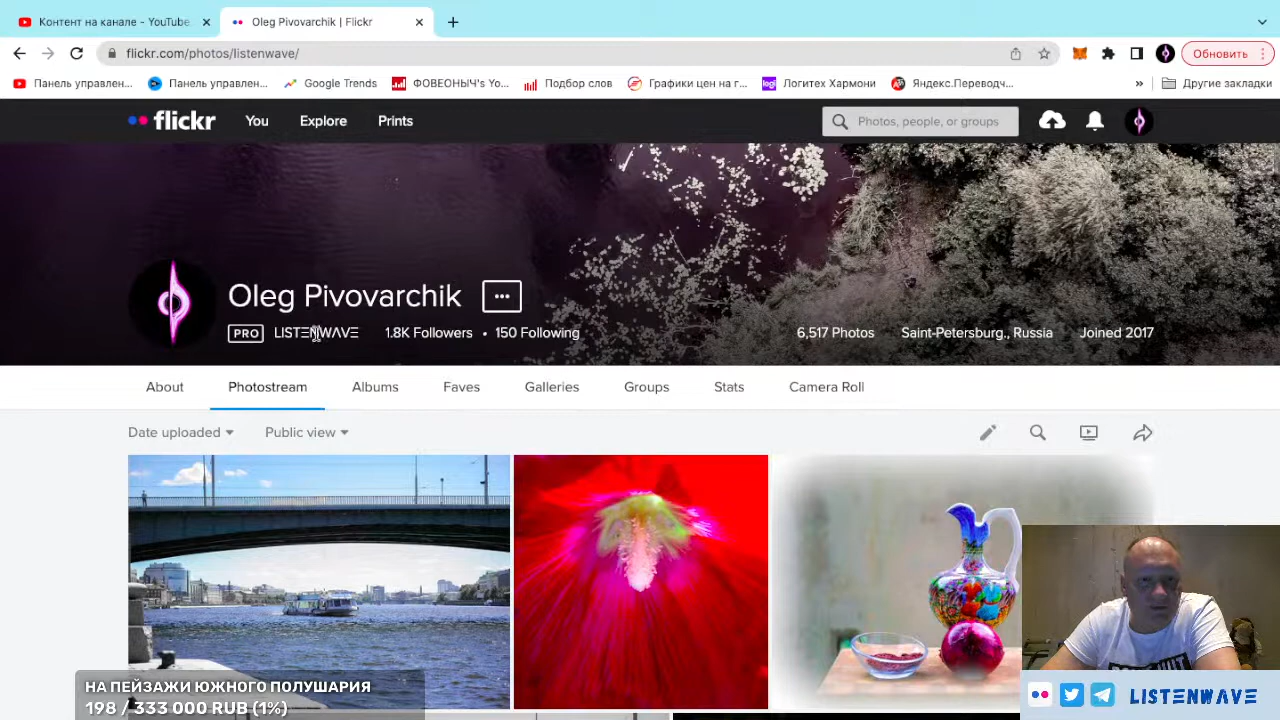 Контент на канале - YouTube
Oleg Pivovarchik | Flickr
flickr.com/photos/listenwave/
Обновить
Панель управлен...
Панель управлен...
Google Trends
ФОВЕОНЫЧ's Yo...
Подбор слов
Графики цен на г...
logi
Логитех Хармони
Яндекс.Переводч...
»
Другие закладки
flickr
You
Explore
Prints
Photos, people, or groups
Oleg Pivovarchik
PRO LISTENWAVE 1.8K Followers • 150 Following
6,517 Photos Saint-Petersburg., Russia Joined 2017
About
Photostream
Albums
Faves
Galleries
Groups
Stats
Camera Roll
Date uploaded
Public view
НА ПЕЙЗАЖИ ЮЖНОГО ПОЛУШАРИЯ
198 / 333 000 RUB (1%)
LISTENWAVE